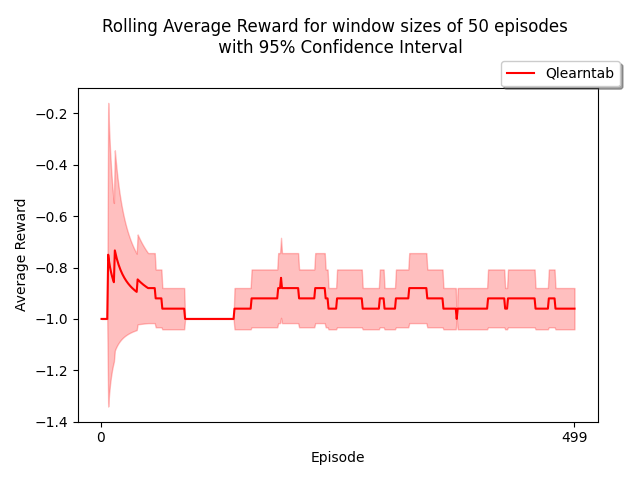 Rolling Average Reward for window sizes of 50 episodes
with 95% Confidence Interval
Qlearntab
−0.2
−0.4
−0.6
−0.8
−1.0
−1.2
−1.4
Average Reward
0
499
Episode